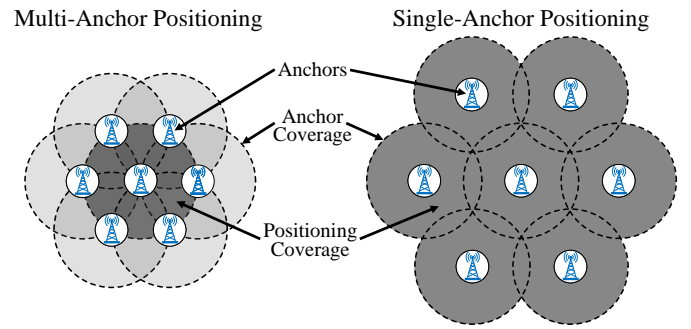 Multi-Anchor Positioning
Single-Anchor Positioning
Anchors
Anchor
Coverage
Positioning
Coverage